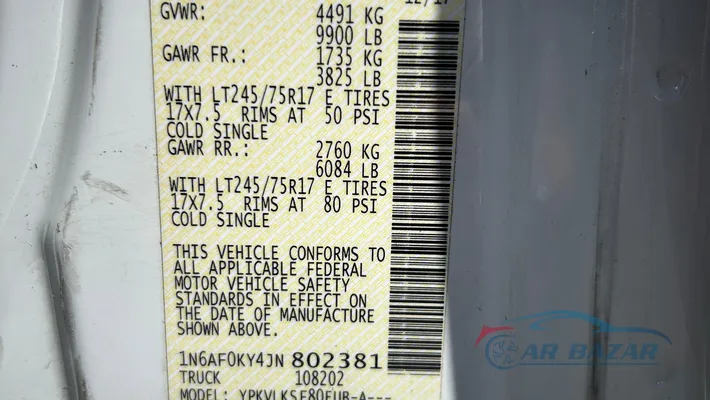 12/17
GVWR: 4491 KG
9900 LB
GAWR FR.: 1735 KG
3825 LB
WITH LT245/75R17 E TIRES
17X7.5 RIMS AT 50 PSI
COLD SINGLE
GAWR RR.: 2760 KG
6084 LB
WITH LT245/75R17 E TIRES
17X7.5 RIMS AT 80 PSI
COLD SINGLE
THIS VEHICLE CONFORMS TO
ALL APPLICABLE FEDERAL
MOTOR VEHICLE SAFETY
STANDARDS IN EFFECT ON
THE DATE OF MANUFACTURE
SHOWN ABOVE.
1N6AF0KY4JN802381
TRUCK 108202
MODEL:
CAR BAZAR